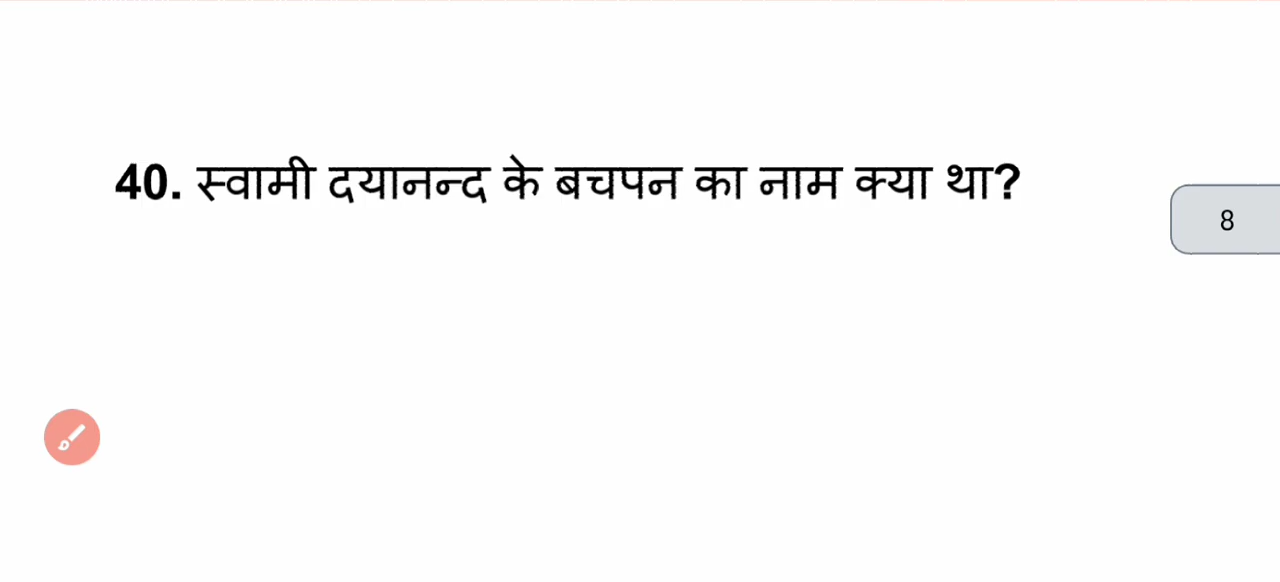 40. स्वामी दयानन्द के बचपन का नाम क्या था?
8